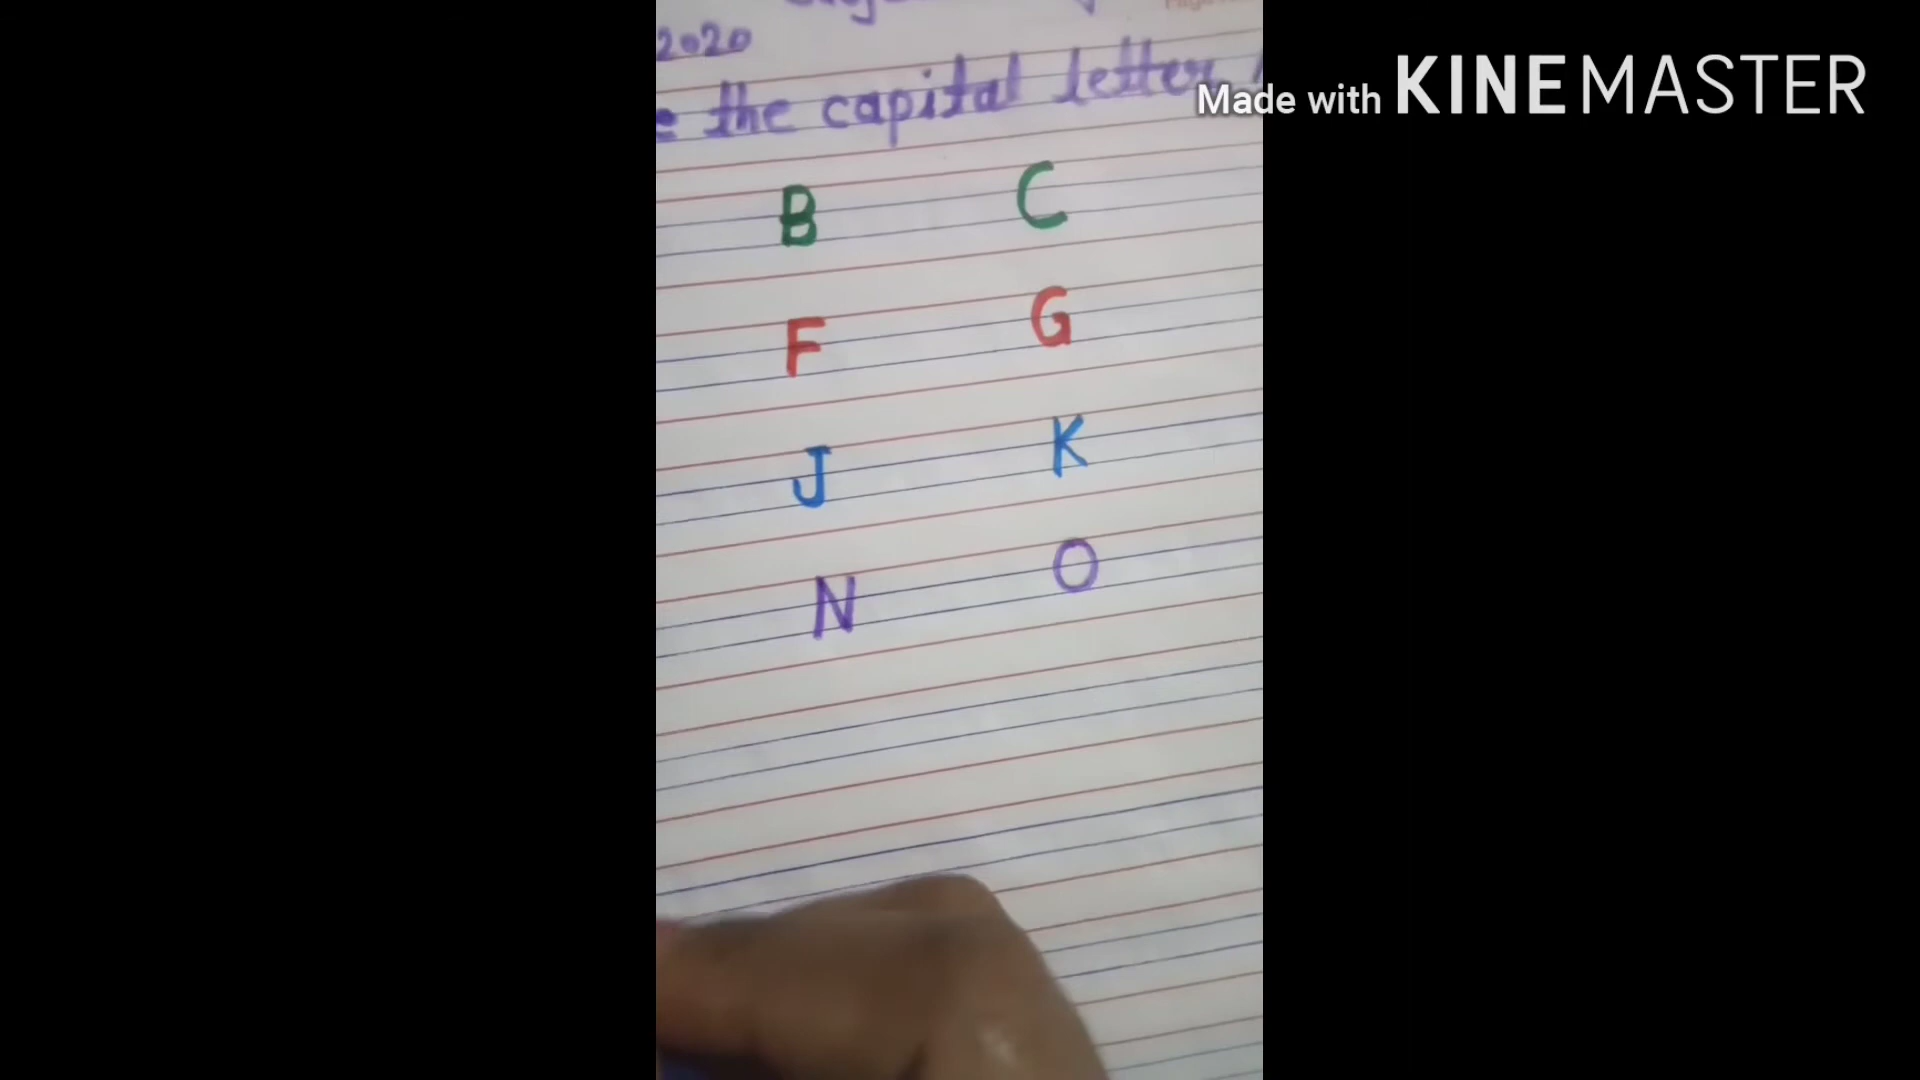 2020
the capital letter
Made with KINEMASTER
B C
F G
J K
N O